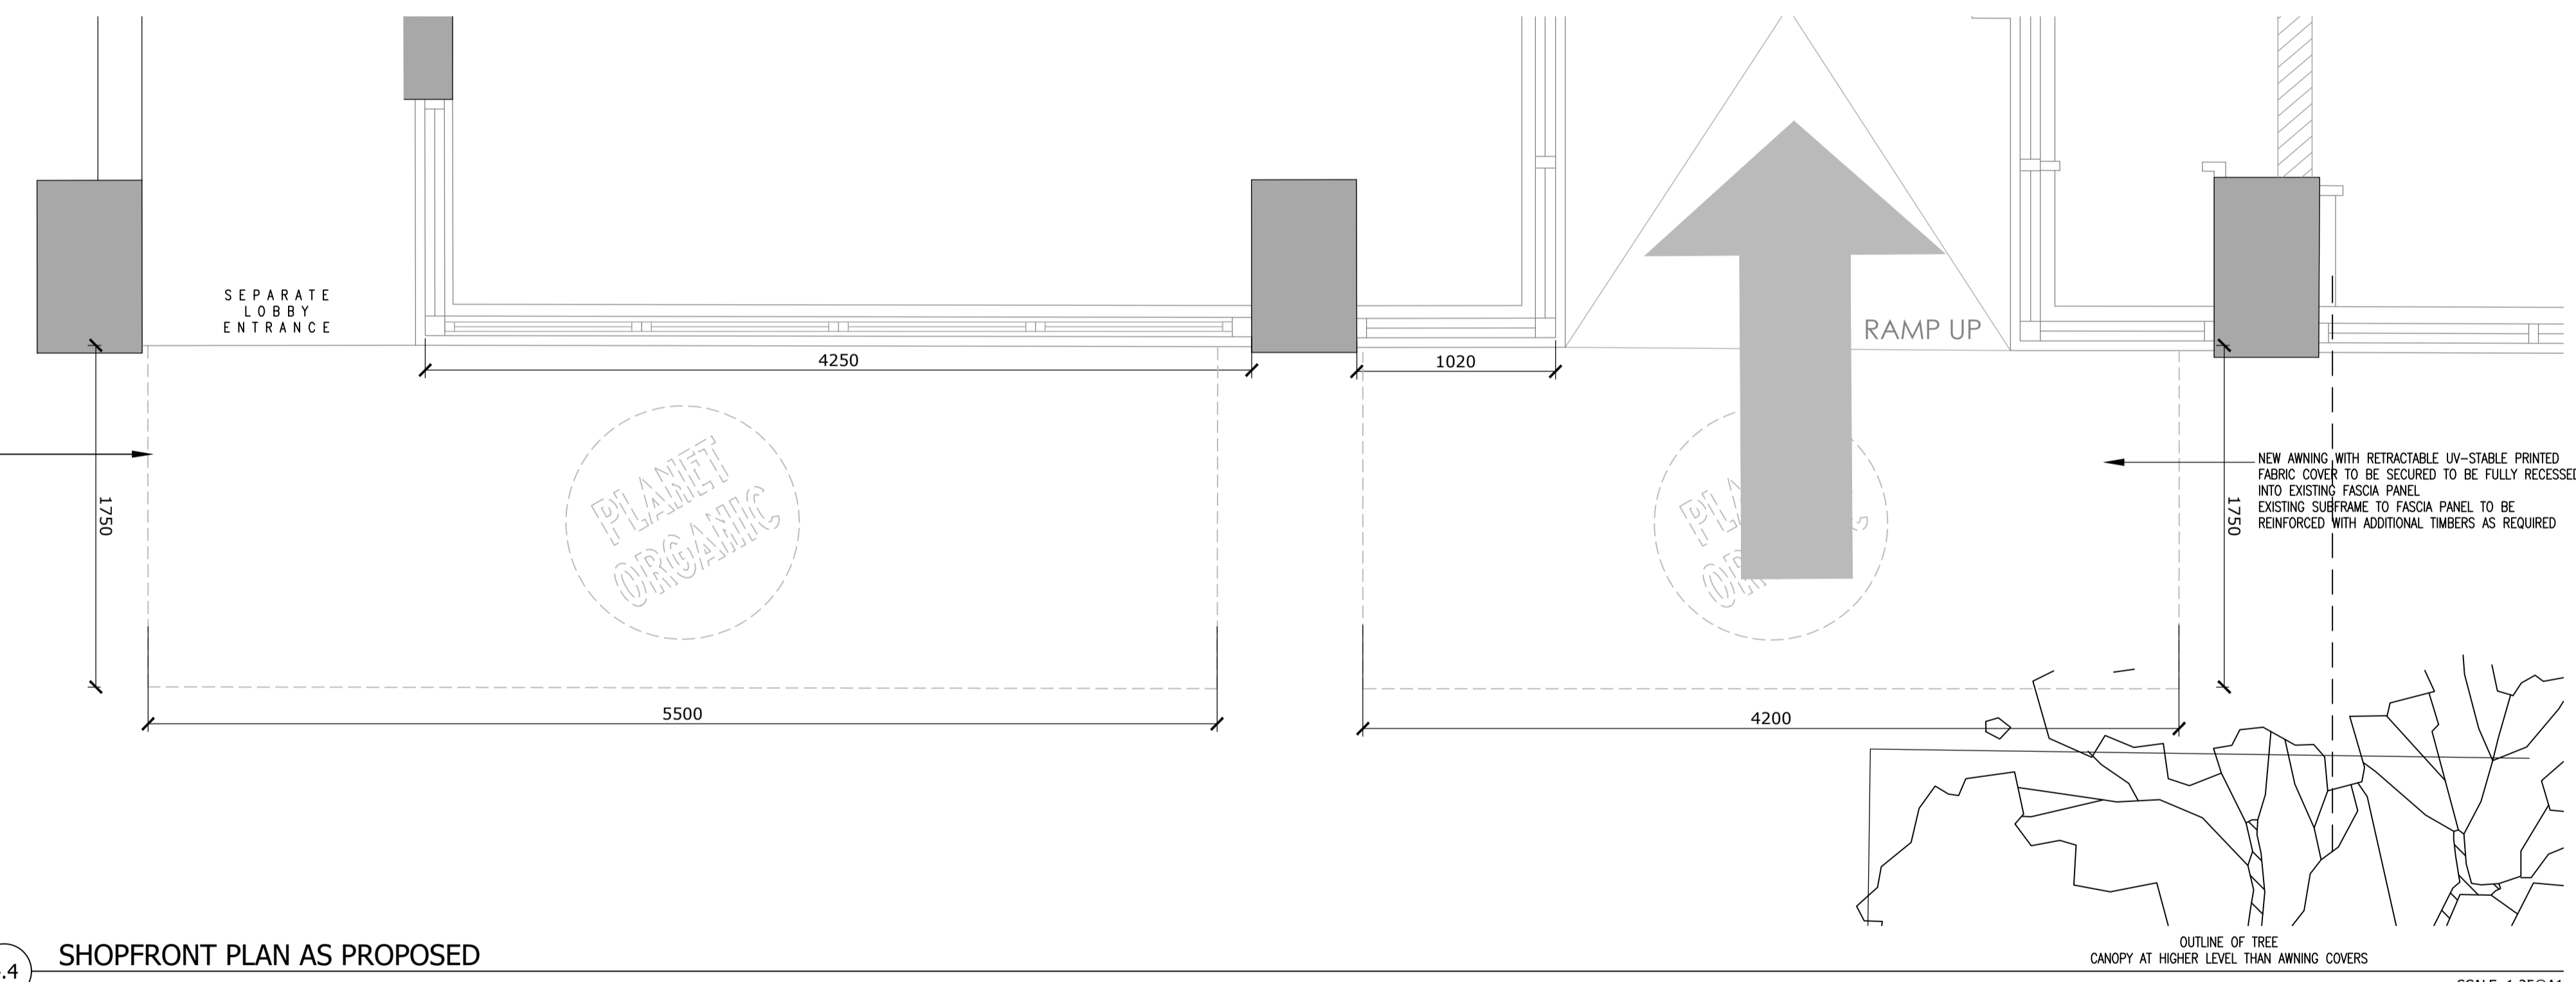 SEPARATE
LOBBY
ENTRANCE
RAMP UP
4250
1020
PLANET
ORGANIC
1750
1750
NEW AWNING WITH RETRACTABLE UV-STABLE PRINTED
FABRIC COVER TO BE SECURED TO BE FULLY RECESSED
INTO EXISTING FASCIA PANEL
EXISTING SUBFRAME TO FASCIA PANEL TO BE
REINFORCED WITH ADDITIONAL TIMBERS AS REQUIRED
5500
4200
OUTLINE OF TREE
CANOPY AT HIGHER LEVEL THAN AWNING COVERS
.4
SHOPFRONT PLAN AS PROPOSED